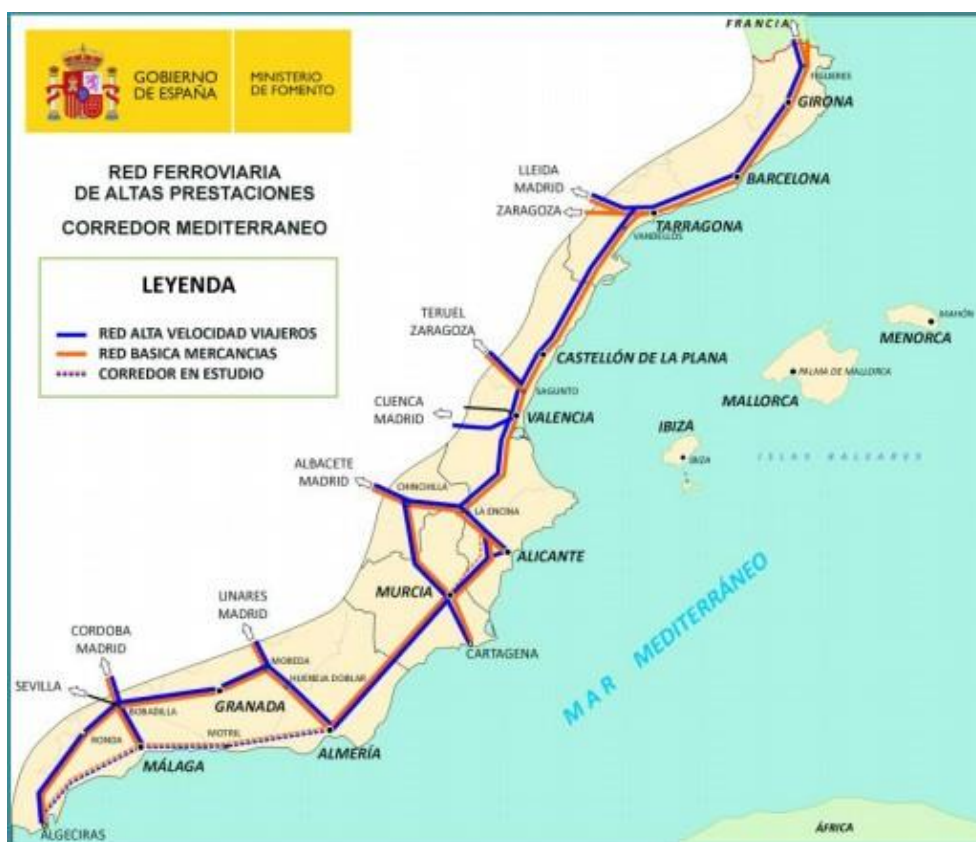 FRANCIA
GOBIERNO
DE ESPAÑA
MINISTERIO
DE FOMENTO
FIGUERES
GIRONA
RED FERROVIARIA
DE ALTAS PRESTACIONES
CORREDOR MEDITERRANEO
LLEIDA
MADRID
ZARAGOZA
BARCELONA
TARRAGONA
VANDELLOS
LEYENDA
RED ALTA VELOCIDAD VIAJEROS
RED BASICA MERCANCIAS
CORREDOR EN ESTUDIO
TERUEL
ZARAGOZA
CASTELLÓN DE LA PLANA
SAGUNTO
MAHÓN
MENORCA
PALMA DE MALLORCA
MALLORCA
CUENCA
MADRID
VALENCIA
IBIZA
IBIZA
ISLAS BALEARES
ALBACETE
MADRID
CHINCHILLA
LA ENCINA
ALICANTE
MURCIA
CARTAGENA
MAR MEDITERRÁNEO
LINARES
MADRID
CORDOBA
MADRID
SEVILLA
MOREDA
GRANADA
BOBADILLA
RONDA
MOTRIL
MÁLAGA
ALMERÍA
ALGECIRAS
ÁFRICA